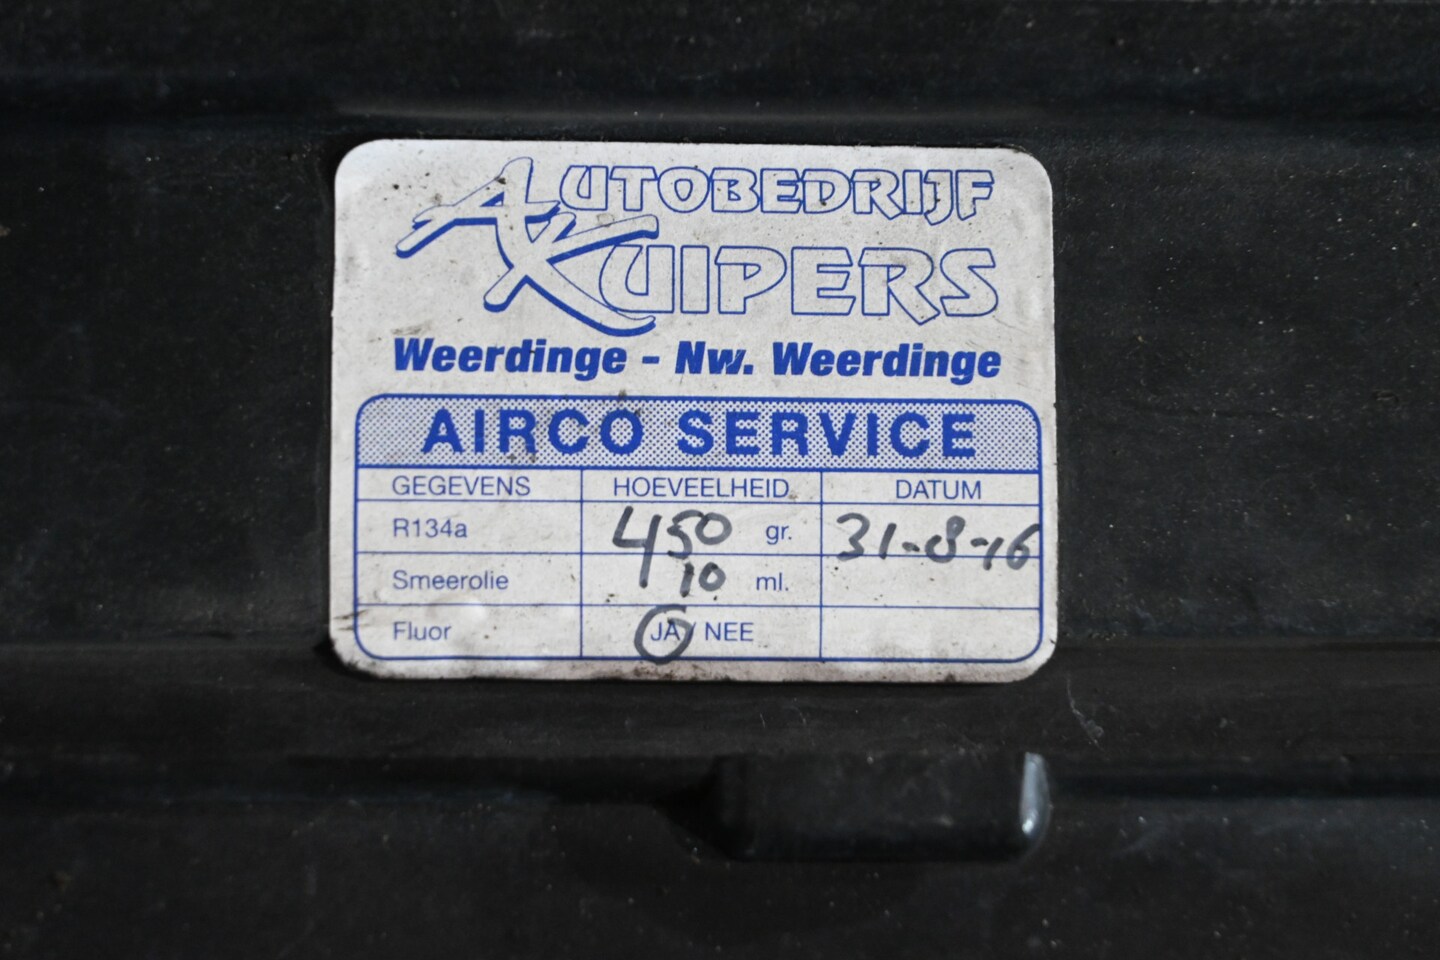 AUTOBEDRIJF
KUIPERS
Weerdinge - Nw. Weerdinge
AIRCO SERVICE
GEGEVENS HOEVEELHEID DATUM
R134a 450 gr. 31-8-16
Smeerolie 10 ml.
Fluor JA / NEE